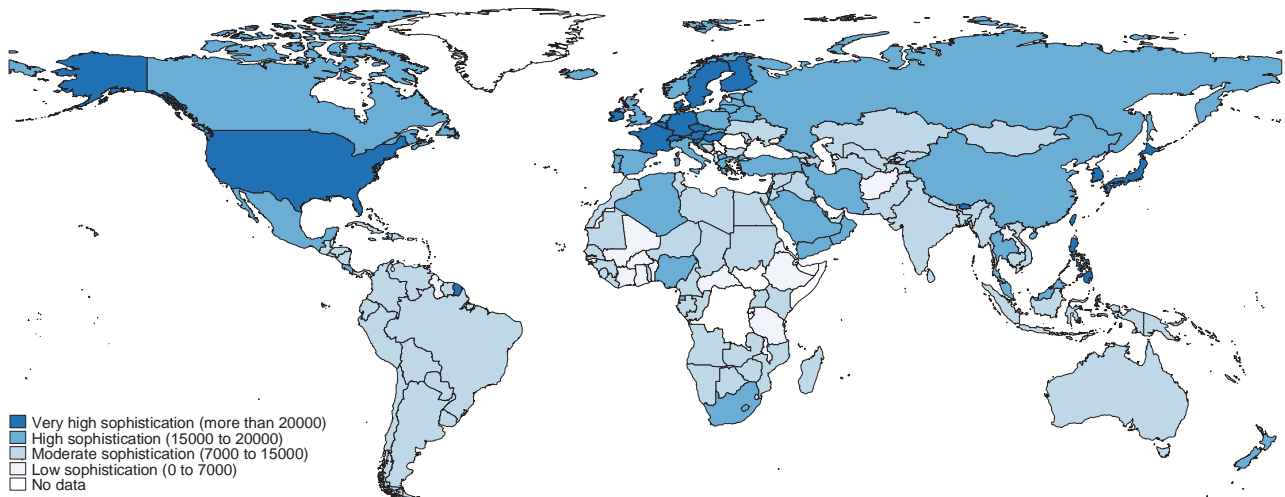 Very high sophistication (more than 20000)
High sophistication (15000 to 20000)
Moderate sophistication (7000 to 15000)
Low sophistication (0 to 7000)
No data